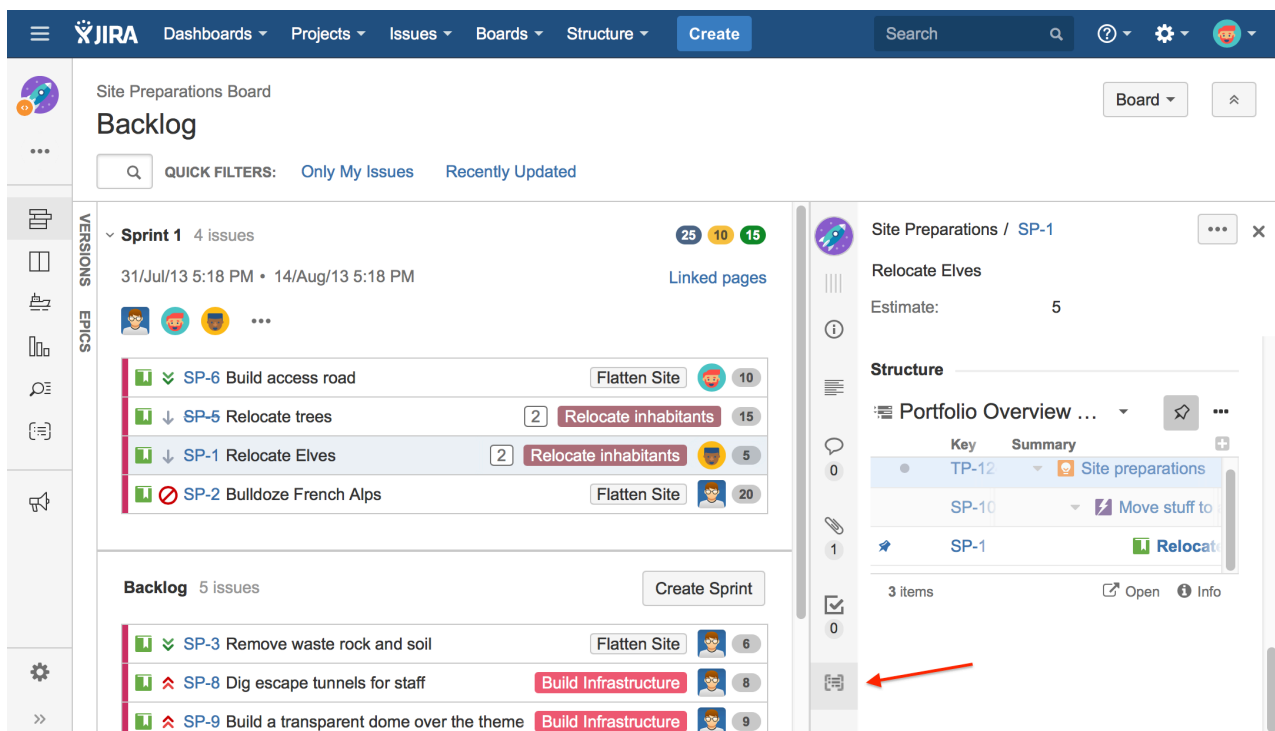 JIRA Dashboards Projects Issues Boards Structure Create Search
Site Preparations Board
Board
Backlog
QUICK FILTERS: Only My Issues Recently Updated
VERSIONS
EPICS
Sprint 1 4 issues 25 10 15
31/Jul/13 5:18 PM • 14/Aug/13 5:18 PM Linked pages
SP-6 Build access road Flatten Site 10
SP-5 Relocate trees 2 Relocate inhabitants 15
SP-1 Relocate Elves 2 Relocate inhabitants 5
SP-2 Bulldoze French Alps Flatten Site 20
Backlog 5 issues Create Sprint
SP-3 Remove waste rock and soil Flatten Site 6
SP-8 Dig escape tunnels for staff Build Infrastructure 8
SP-9 Build a transparent dome over the theme Build Infrastructure 9
0
1
0
Site Preparations / SP-1
Relocate Elves
Estimate: 5
Structure
Portfolio Overview ...
Key Summary
TP-12 Site preparations
SP-10 Move stuff to
SP-1 Relocat
3 items Open Info